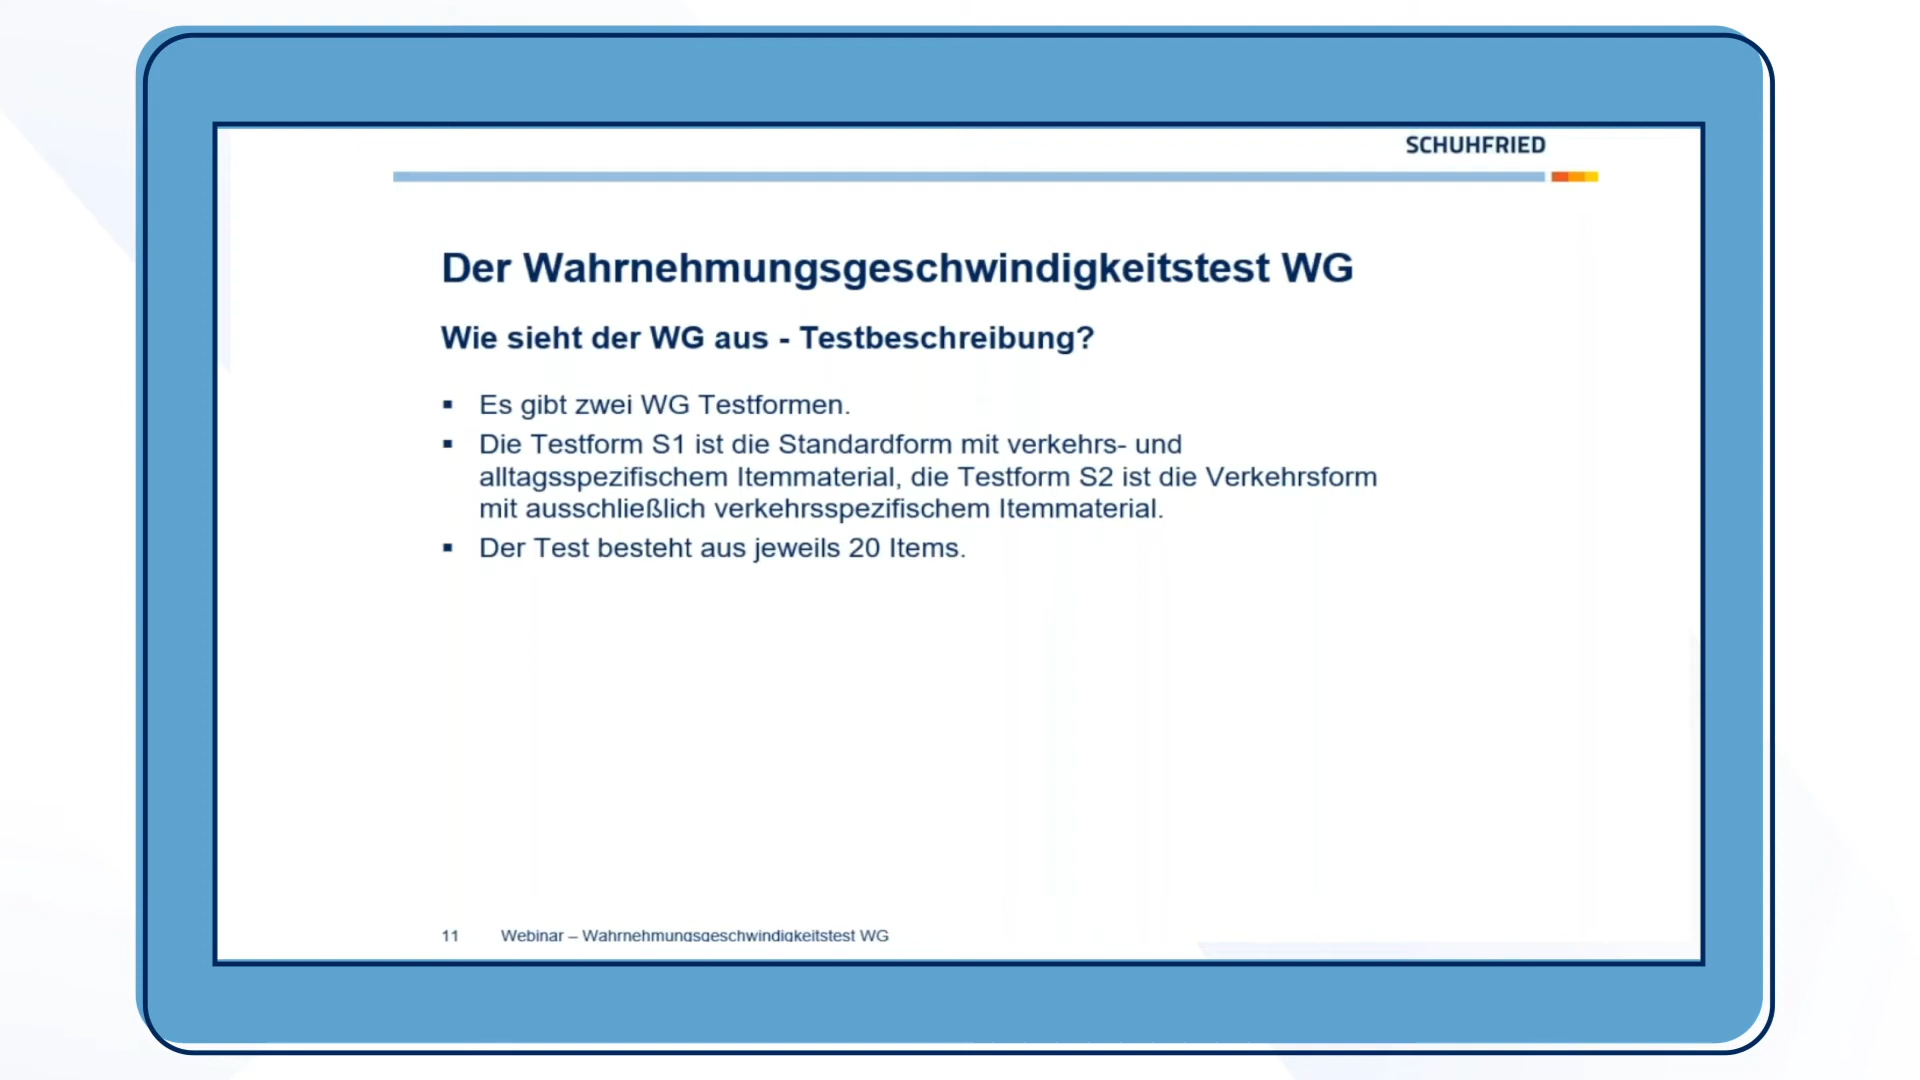 SCHUHFRIED
Der Wahrnehmungsgeschwindigkeitstest WG
Wie sieht der WG aus - Testbeschreibung?
▪ Es gibt zwei WG Testformen.
▪ Die Testform S1 ist die Standardform mit verkehrs- und
alltagsspezifischem Itemmaterial, die Testform S2 ist die Verkehrsform
mit ausschließlich verkehrsspezifischem Itemmaterial.
▪ Der Test besteht aus jeweils 20 Items.
11 Webinar – Wahrnehmungsgeschwindigkeitstest WG